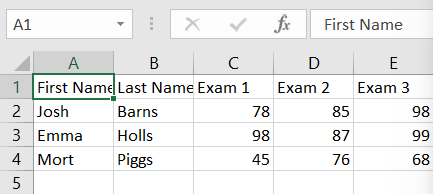 A1 fx First Name
A B C D E
1 First Name Last Name Exam 1 Exam 2 Exam 3
2 Josh Barns 78 85 98
3 Emma Holls 98 87 99
4 Mort Piggs 45 76 68
5